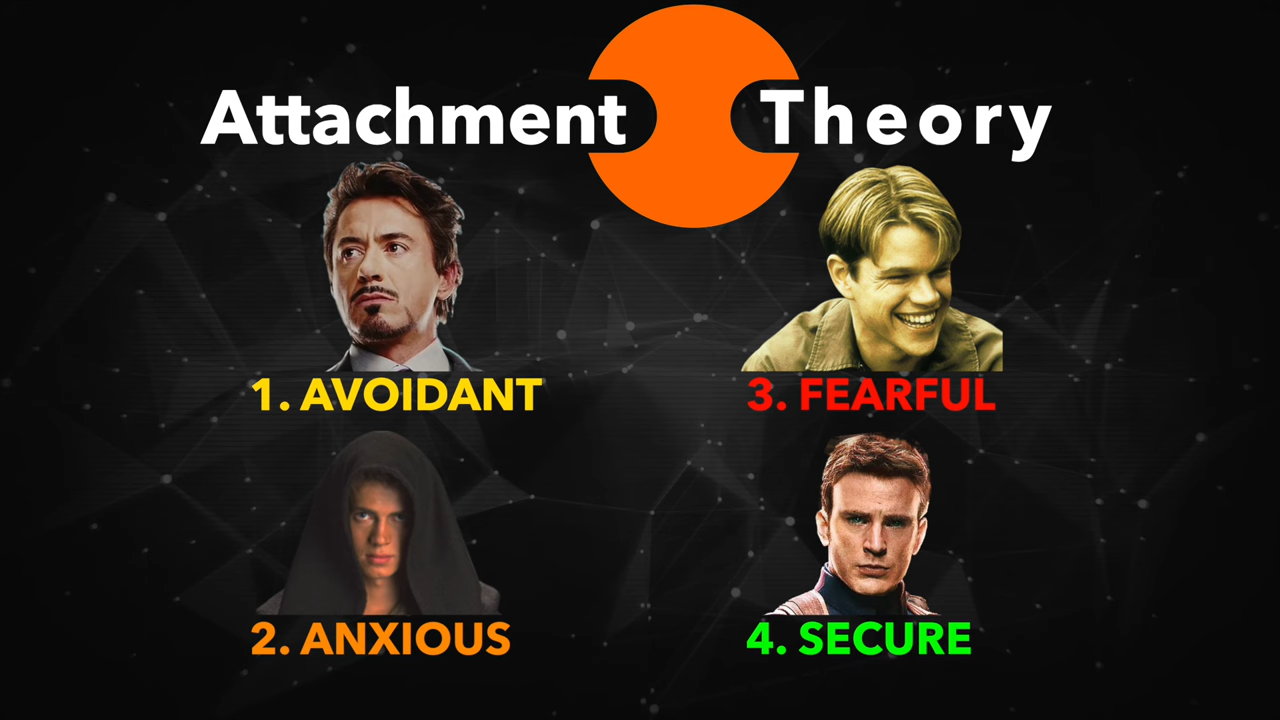 Attachment Theory
1. AVOIDANT
3. FEARFUL
2. ANXIOUS
4. SECURE